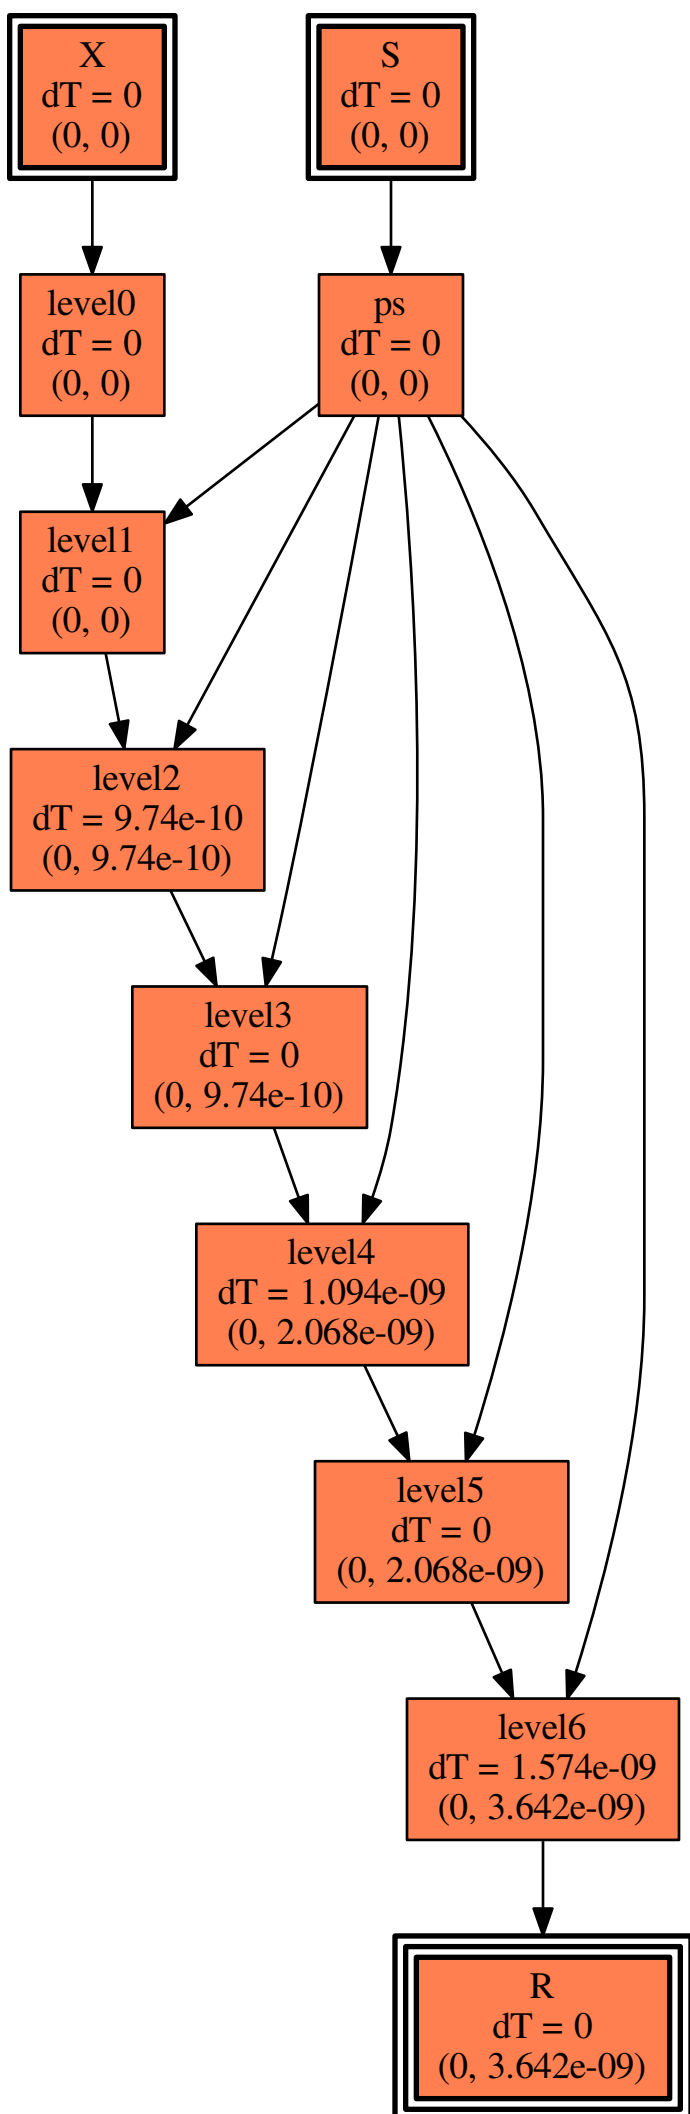 X
dT = 0
(0, 0)
S
dT = 0
(0, 0)
level0
dT = 0
(0, 0)
ps
dT = 0
(0, 0)
level1
dT = 0
(0, 0)
level2
dT = 9.74e-10
(0, 9.74e-10)
level3
dT = 0
(0, 9.74e-10)
level4
dT = 1.094e-09
(0, 2.068e-09)
level5
dT = 0
(0, 2.068e-09)
level6
dT = 1.574e-09
(0, 3.642e-09)
R
dT = 0
(0, 3.642e-09)